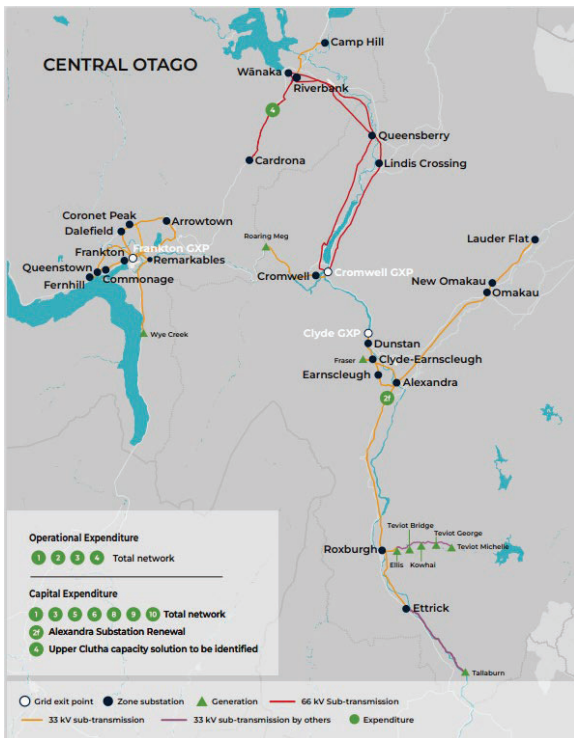 CENTRAL OTAGO
Camp Hill
Wānaka
Riverbank
4
Queensberry
Cardrona
Lindis Crossing
Coronet Peak
Arrowtown
Dalefield
Roaring Meg
Lauder Flat
Frankton
Frankton GXP
Remarkables
Queenstown
Cromwell
Cromwell GXP
New Omakau
Fernhill
Commonage
Omakau
Wye Creek
Clyde GXP
Dunstan
Fraser
Clyde-Earnscleugh
Earnscleugh
Alexandra
2f
Teviot Bridge
Teviot George
Roxburgh
Teviot Michelle
Ellis
Kowhai
Ettrick
Tallaburn
Operational Expenditure
1 2 3 4 Total network
Capital Expenditure
1 3 5 6 8 9 10 Total network
2f Alexandra Substation Renewal
4 Upper Clutha capacity solution to be identified
Grid exit point Zone substation Generation 66 kV Sub-transmission
33 kV sub-transmission 33 kV sub-transmission by others Expenditure